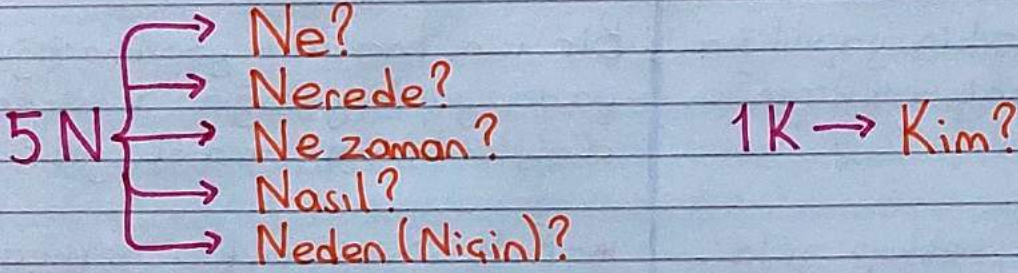 Ne?
Nerede?
5N Ne zaman? 1K → Kim?
Nasıl?
Neden (Niçin)?